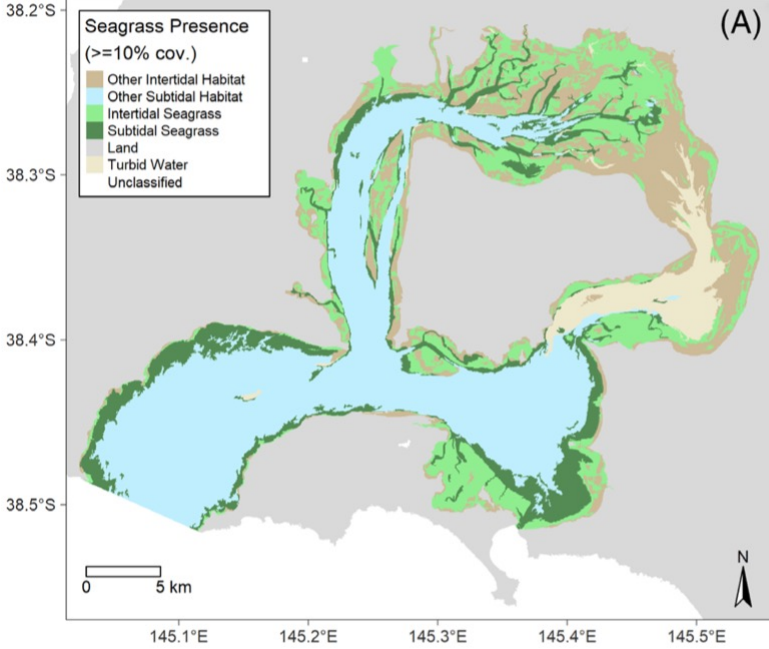 38.2°S
(A)
Seagrass Presence
(>=10% cov.)
Other Intertidal Habitat
Other Subtidal Habitat
Intertidal Seagrass
Subtidal Seagrass
Land
Turbid Water
Unclassified
38.3°S
38.4°S
38.5°S
N
0 5 km
145.1°E 145.2°E 145.3°E 145.4°E 145.5°E